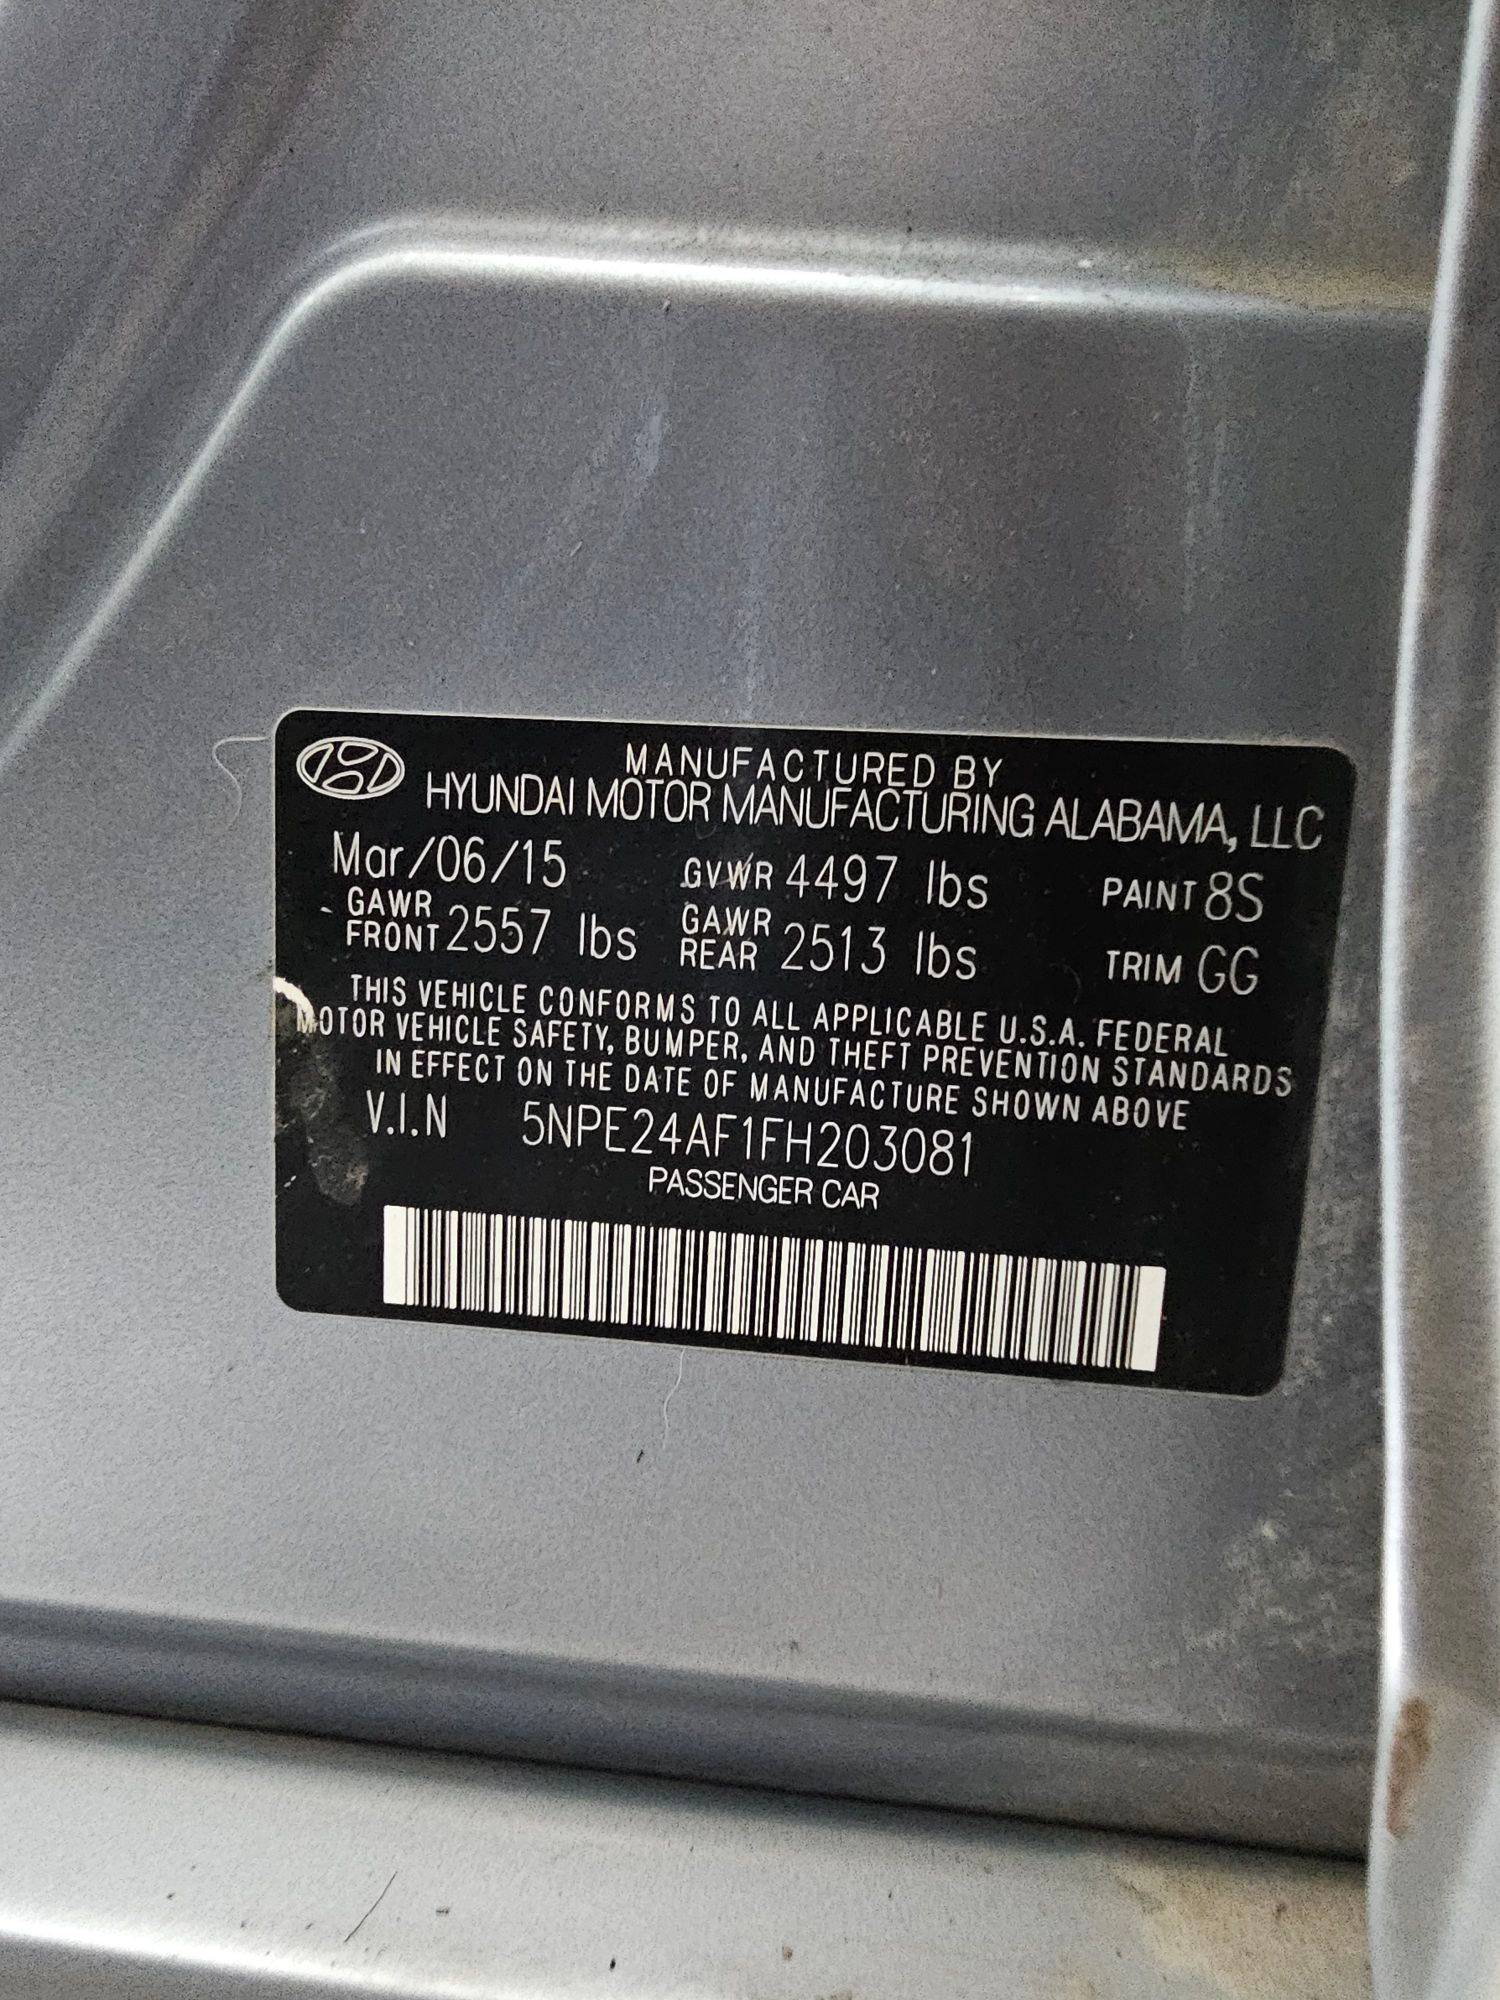 MANUFACTURED BY
HYUNDAI MOTOR MANUFACTURING ALABAMA, LLC
Mar/06/15 GVWR 4497 lbs PAINT 8S
GAWR FRONT 2557 lbs GAWR REAR 2513 lbs TRIM GG
THIS VEHICLE CONFORMS TO ALL APPLICABLE U.S.A. FEDERAL
MOTOR VEHICLE SAFETY, BUMPER, AND THEFT PREVENTION STANDARDS
IN EFFECT ON THE DATE OF MANUFACTURE SHOWN ABOVE
V.I.N 5NPE24AF1FH203081
PASSENGER CAR